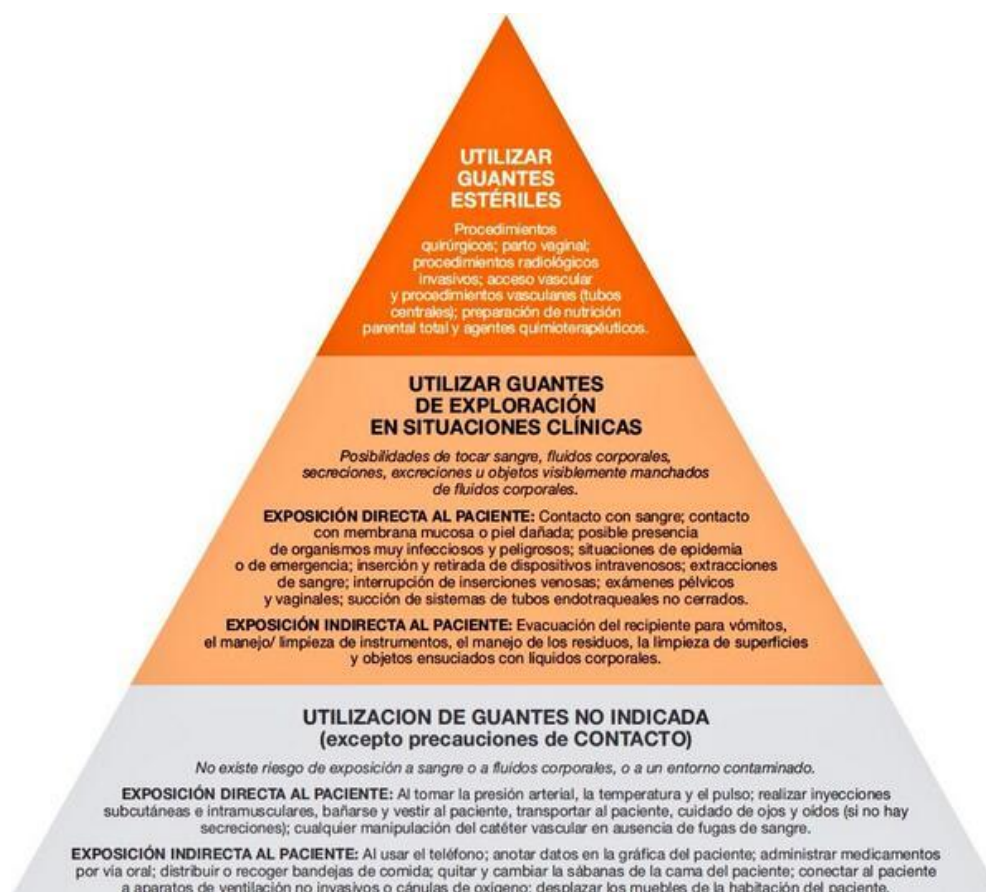 UTILIZAR
GUANTES
ESTÉRILES
Procedimientos
quirúrgicos; parto vaginal;
procedimientos radiológicos
invasivos; acceso vascular
y procedimientos vasculares (tubos
centrales); preparación de nutrición
parental total y agentes quimioterapéuticos.
UTILIZAR GUANTES
DE EXPLORACIÓN
EN SITUACIONES CLÍNICAS
Posibilidades de tocar sangre, fluidos corporales,
secreciones, excreciones u objetos visiblemente manchados
de fluidos corporales.
EXPOSICIÓN DIRECTA AL PACIENTE: Contacto con sangre; contacto
con membrana mucosa o piel dañada; posible presencia
de organismos muy infecciosos y peligrosos; situaciones de epidemia
o de emergencia; inserción y retirada de dispositivos intravenosos; extracciones
de sangre; interrupción de inserciones venosas; exámenes pélvicos
y vaginales; succión de sistemas de tubos endotraqueales no cerrados.
EXPOSICIÓN INDIRECTA AL PACIENTE: Evacuación del recipiente para vómitos,
el manejo/ limpieza de instrumentos, el manejo de los residuos, la limpieza de superficies
y objetos ensuciados con líquidos corporales.
UTILIZACION DE GUANTES NO INDICADA
(excepto precauciones de CONTACTO)
No existe riesgo de exposición a sangre o a fluidos corporales, o a un entorno contaminado.
EXPOSICIÓN DIRECTA AL PACIENTE: Al tomar la presión arterial, la temperatura y el pulso; realizar inyecciones
subcutáneas e intramusculares, bañarse y vestir al paciente, transportar al paciente, cuidado de ojos y oídos (si no hay
secreciones); cualquier manipulación del catéter vascular en ausencia de fugas de sangre.
EXPOSICIÓN INDIRECTA AL PACIENTE: Al usar el teléfono; anotar datos en la gráfica del paciente; administrar medicamentos
por via oral; distribuir o recoger bandejas de comida; quitar y cambiar la sábanas de la cama del paciente; conectar al paciente
a aparatos de ventilación no invasivos o cánulas de oxígeno; desplazar los muebles de la habitación del paciente.